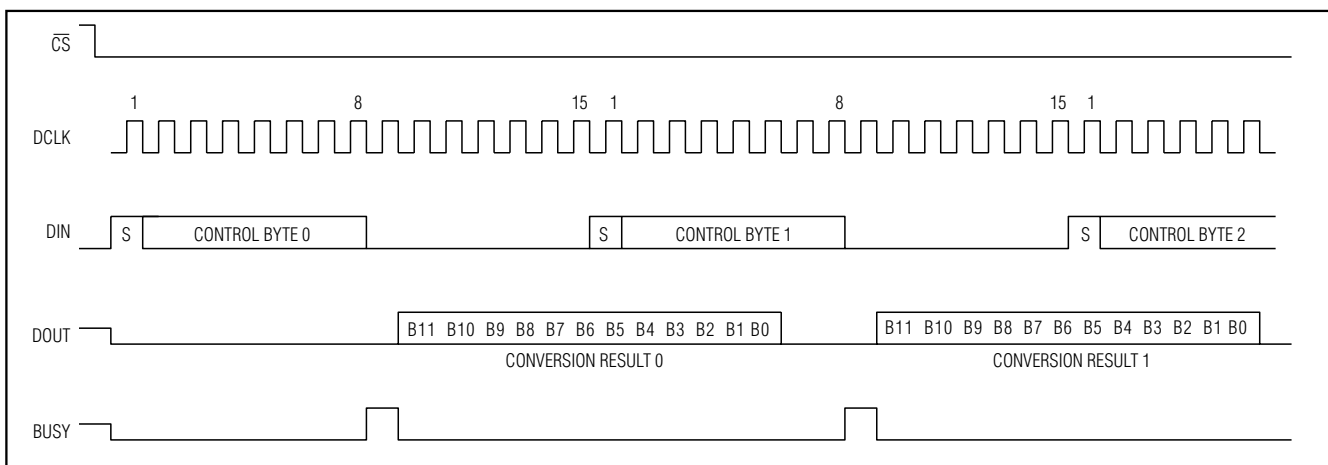 C̅S̅
1 8 15 1 8 15 1
DCLK
DIN S CONTROL BYTE 0 S CONTROL BYTE 1 S CONTROL BYTE 2
DOUT B11 B10 B9 B8 B7 B6 B5 B4 B3 B2 B1 B0 B11 B10 B9 B8 B7 B6 B5 B4 B3 B2 B1 B0
CONVERSION RESULT 0 CONVERSION RESULT 1
BUSY